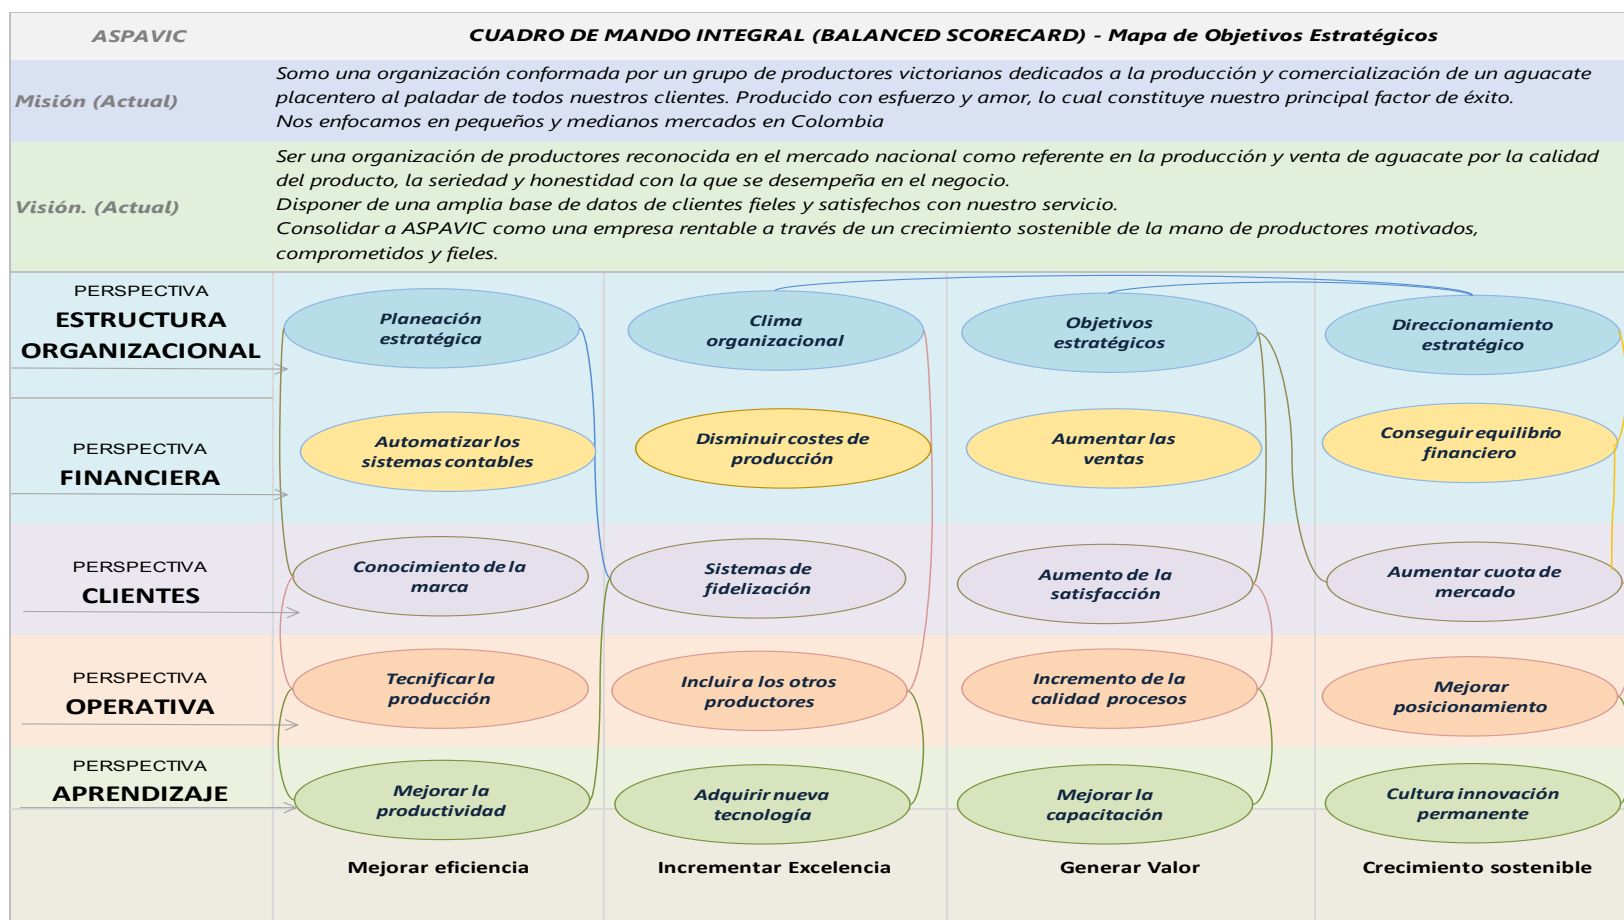 ASPAVIC
CUADRO DE MANDO INTEGRAL (BALANCED SCORECARD) - Mapa de Objetivos Estratégicos
Misión (Actual)
Somo una organización conformada por un grupo de productores victorianos dedicados a la producción y comercialización de un aguacate
placentero al paladar de todos nuestros clientes. Producido con esfuerzo y amor, lo cual constituye nuestro principal factor de éxito.
Nos enfocamos en pequeños y medianos mercados en Colombia
Visión. (Actual)
Ser una organización de productores reconocida en el mercado nacional como referente en la producción y venta de aguacate por la calidad
del producto, la seriedad y honestidad con la que se desempeña en el negocio.
Disponer de una amplia base de datos de clientes fieles y satisfechos con nuestro servicio.
Consolidar a ASPAVIC como una empresa rentable a través de un crecimiento sostenible de la mano de productores motivados,
comprometidos y fieles.
PERSPECTIVA
ESTRUCTURA
ORGANIZACIONAL
Planeación
estratégica
Clima
organizacional
Objetivos
estratégicos
Direccionamiento
estratégico
PERSPECTIVA
FINANCIERA
Automatizar los
sistemas contables
Disminuir costes de
producción
Aumentar las
ventas
Conseguir equilibrio
financiero
PERSPECTIVA
CLIENTES
Conocimiento de la
marca
Sistemas de
fidelización
Aumento de la
satisfacción
Aumentar cuota de
mercado
PERSPECTIVA
OPERATIVA
Tecnificar la
producción
Incluir a los otros
productores
Incremento de la
calidad procesos
Mejorar
posicionamiento
PERSPECTIVA
APRENDIZAJE
Mejorar la
productividad
Adquirir nueva
tecnología
Mejorar la
capacitación
Cultura innovación
permanente
Mejorar eficiencia
Incrementar Excelencia
Generar Valor
Crecimiento sostenible